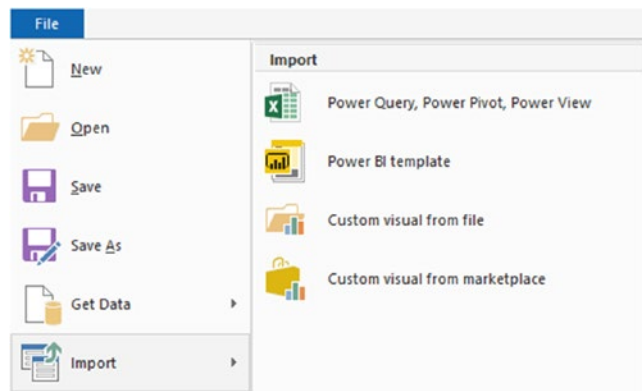 File
New
Open
Save
Save As
Get Data
Import
Import
Power Query, Power Pivot, Power View
Power BI template
Custom visual from file
Custom visual from marketplace